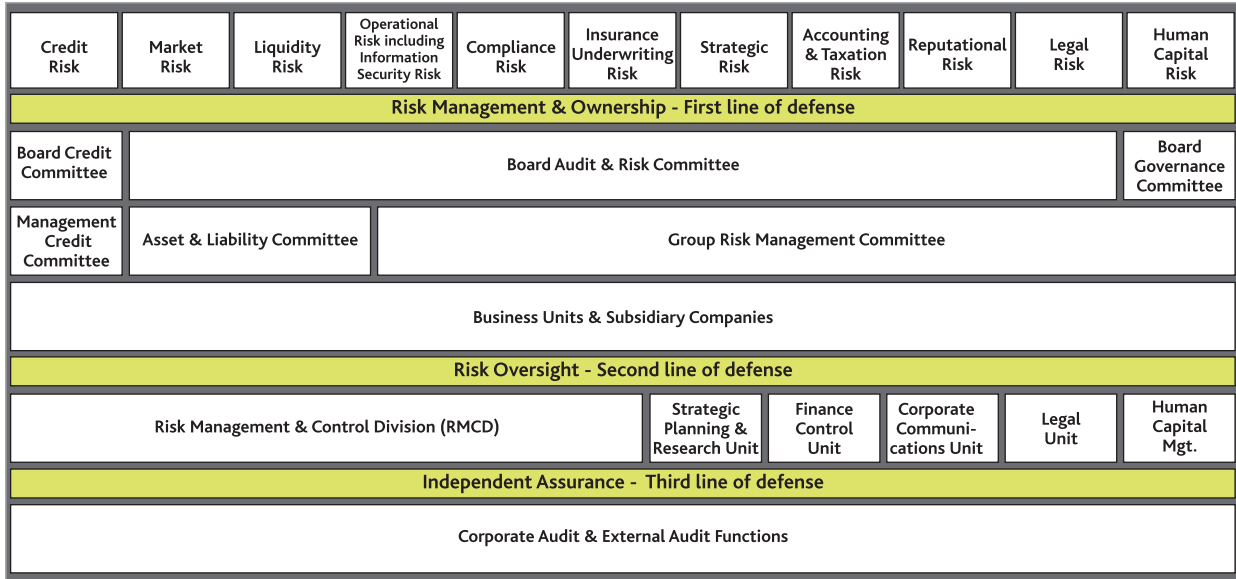 Credit
Risk
Market
Risk
Liquidity
Risk
Operational
Risk including
Information
Security Risk
Compliance
Risk
Insurance
Underwriting
Risk
Strategic
Risk
Accounting
& Taxation
Risk
Reputational
Risk
Legal
Risk
Human
Capital
Risk
Risk Management & Ownership - First line of defense
Board Credit
Committee
Board Audit & Risk Committee
Board
Governance
Committee
Management
Credit
Committee
Asset & Liability Committee
Group Risk Management Committee
Business Units & Subsidiary Companies
Risk Oversight - Second line of defense
Risk Management & Control Division (RMCD)
Strategic
Planning &
Research Unit
Finance
Control
Unit
Corporate
Communi-
cations Unit
Legal
Unit
Human
Capital
Mgt.
Independent Assurance - Third line of defense
Corporate Audit & External Audit Functions